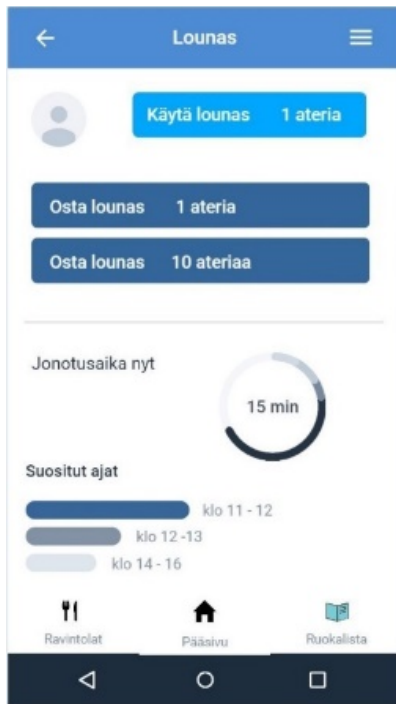 Lounas
Käytä lounas 1 ateria
Osta lounas 1 ateria
Osta lounas 10 ateriaa
Jonotusaika nyt
15 min
Suositut ajat
klo 11 - 12
klo 12 -13
klo 14 - 16
Ravintolat Pääsivu Ruokalista